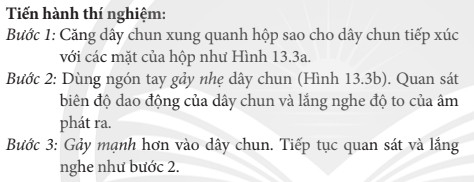 Tiến hành thí nghiệm:
Bước 1: Căng dây chun xung quanh hộp sao cho dây chun tiếp xúc
với các mặt của hộp như Hình 13.3a.
Bước 2: Dùng ngón tay gảy nhẹ dây chun (Hình 13.3b). Quan sát
biên độ dao động của dây chun và lắng nghe độ to của âm
phát ra.
Bước 3: Gảy mạnh hơn vào dây chun. Tiếp tục quan sát và lắng
nghe như bước 2.